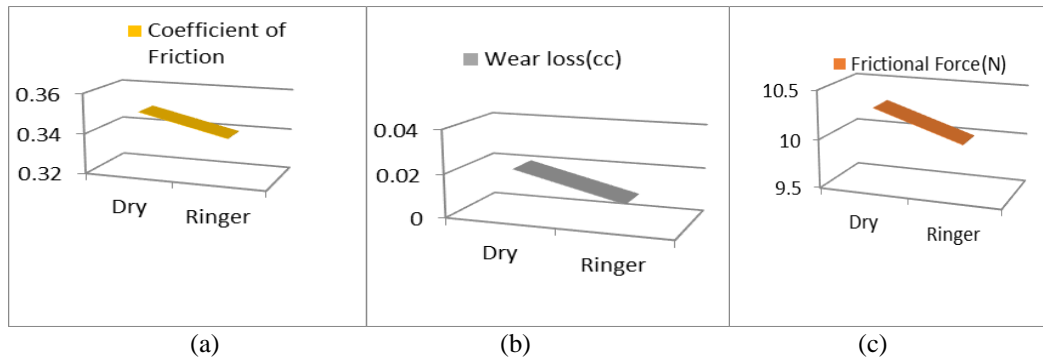 Coefficient of
Friction
0.36
0.34
0.32
Dry
Ringer
Wear loss(cc)
0.04
0.02
0
Dry
Ringer
Frictional Force(N)
10.5
10
9.5
Dry
Ringer
(a)
(b)
(c)